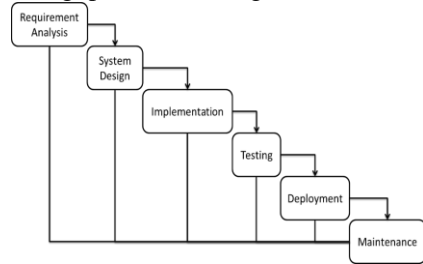 Requirement
Analysis
System
Design
Implementation
Testing
Deployment
Maintenance